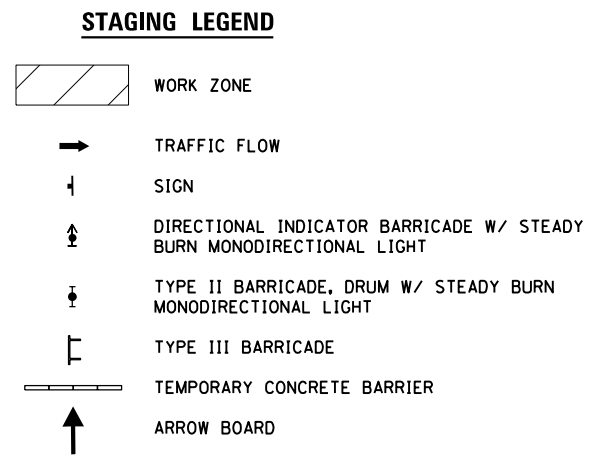 STAGING LEGEND
WORK ZONE
TRAFFIC FLOW
SIGN
DIRECTIONAL INDICATOR BARRICADE W/ STEADY
BURN MONODIRECTIONAL LIGHT
TYPE II BARRICADE, DRUM W/ STEADY BURN
MONODIRECTIONAL LIGHT
TYPE III BARRICADE
TEMPORARY CONCRETE BARRIER
ARROW BOARD